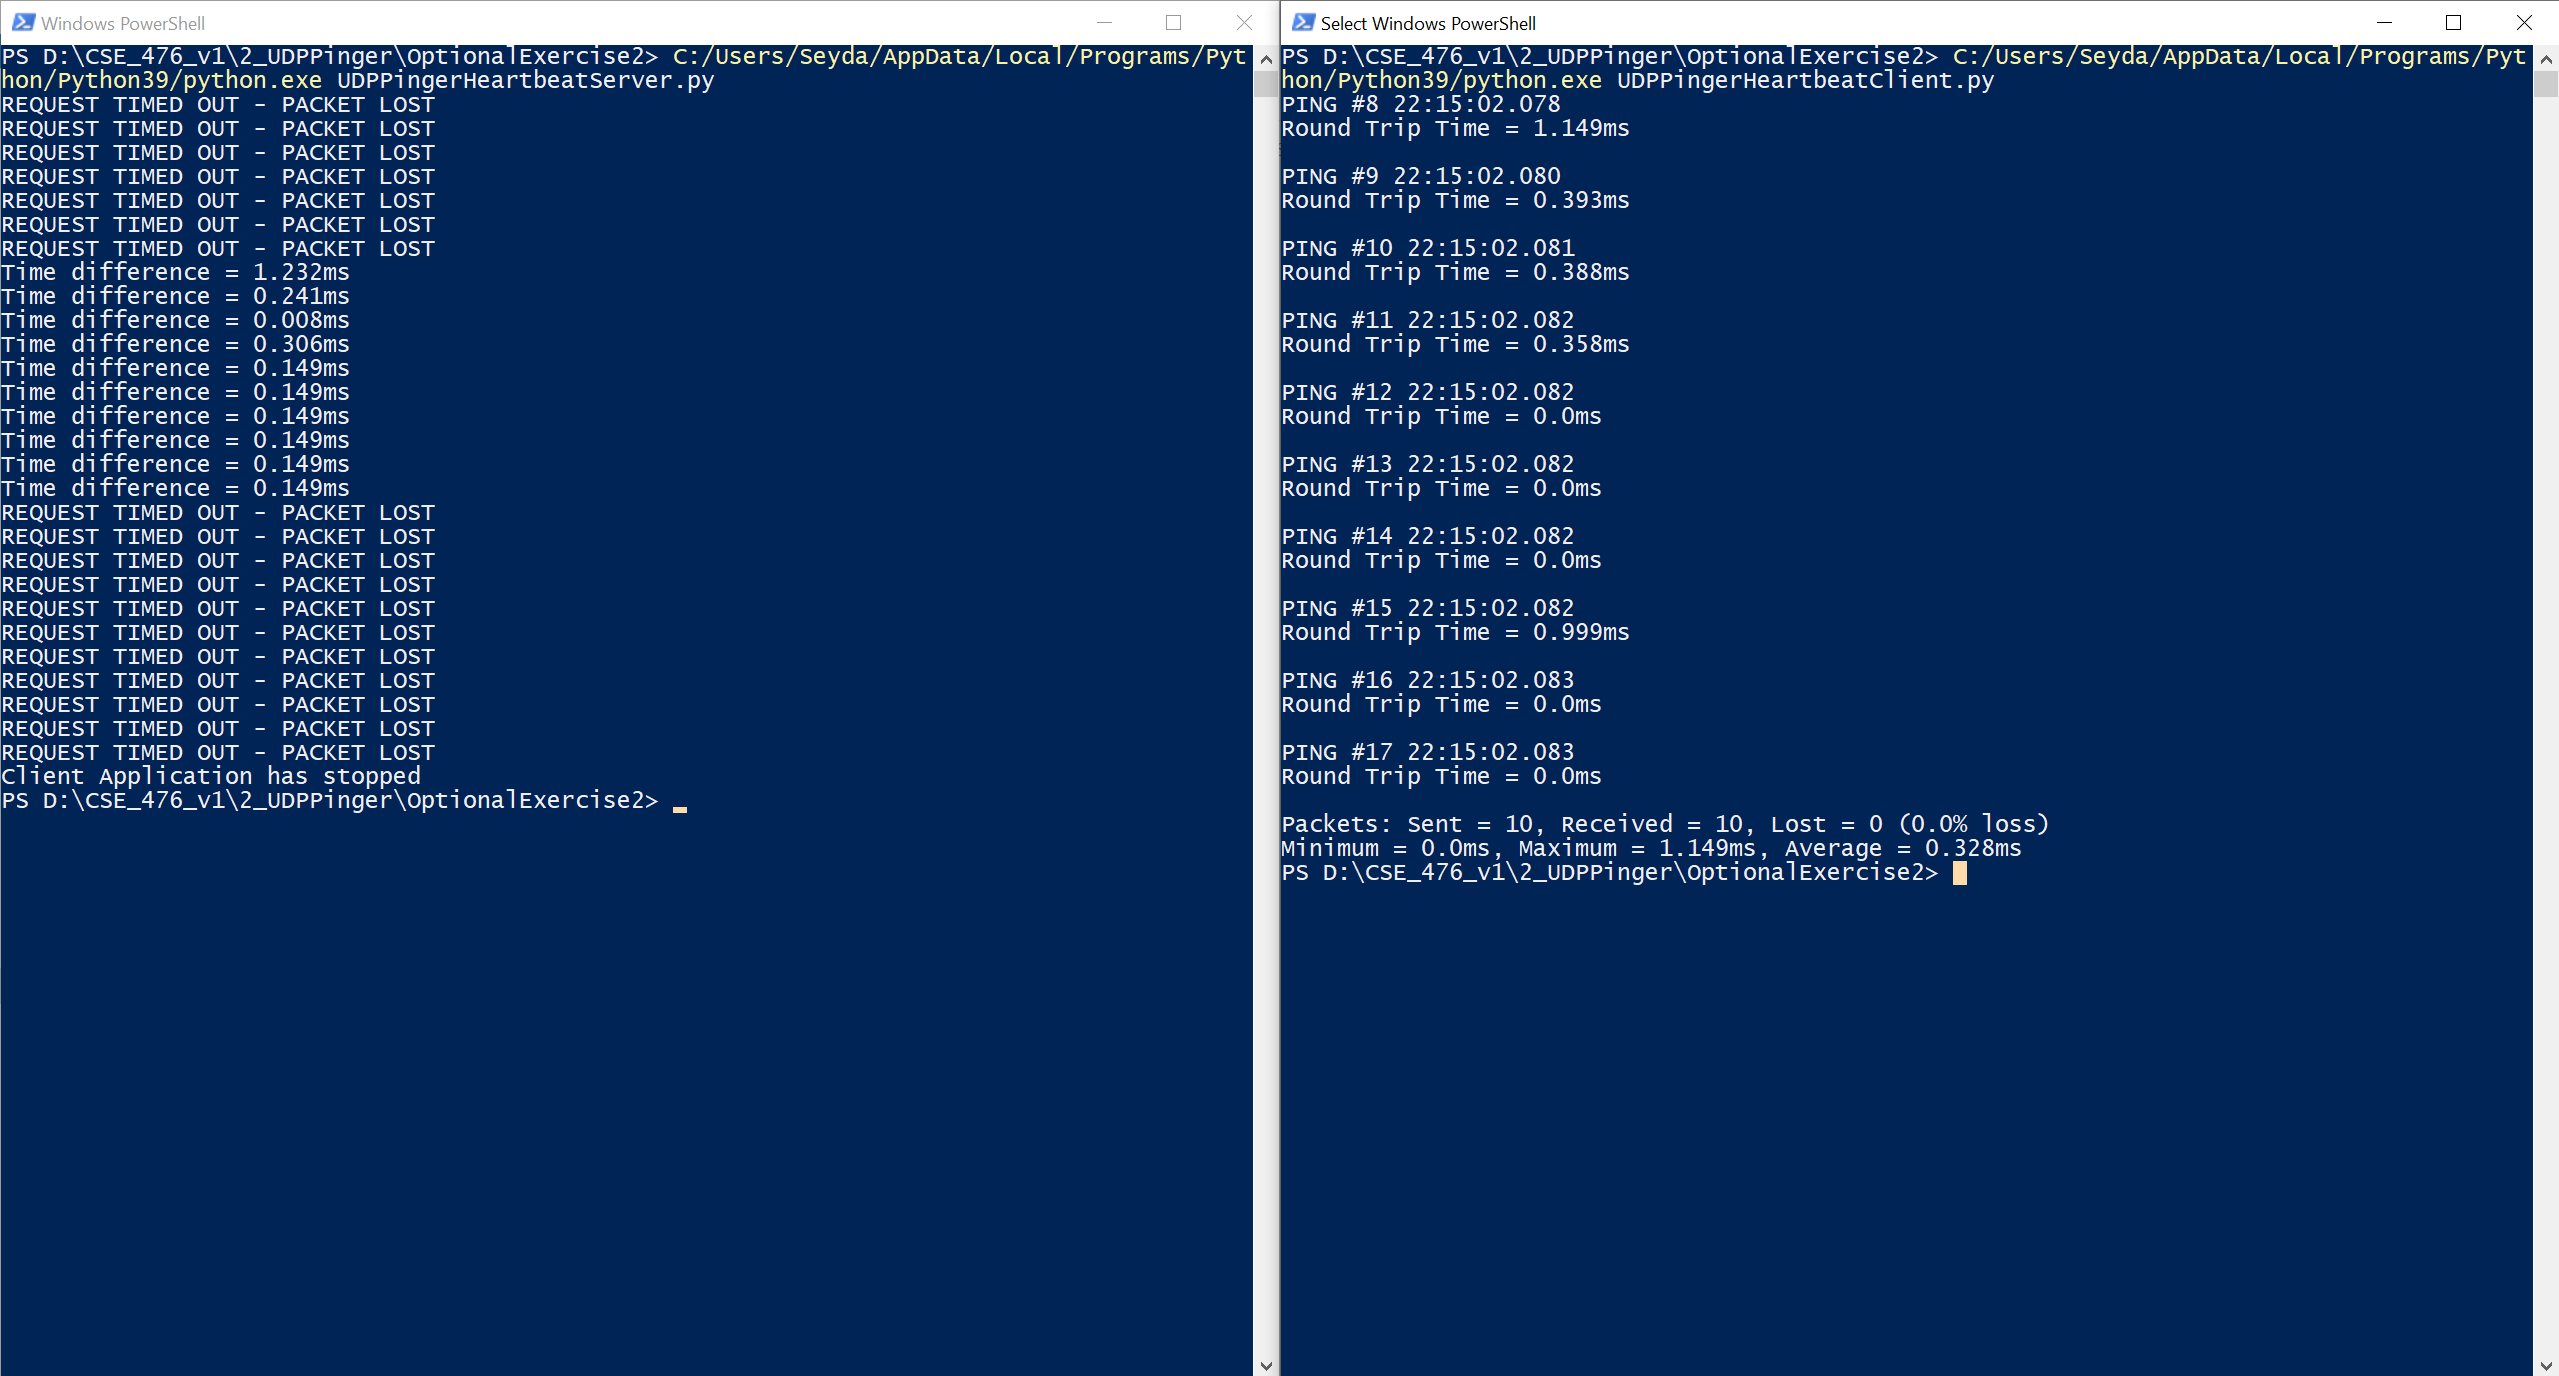 Windows PowerShell
PS D:\CSE_476_v1\2_UDPPinger\OptionalExercise2> C:/Users/Seyda/AppData/Local/Programs/Pyt
hon/Python39/python.exe UDPPingerHeartbeatServer.py
REQUEST TIMED OUT - PACKET LOST
REQUEST TIMED OUT - PACKET LOST
REQUEST TIMED OUT - PACKET LOST
REQUEST TIMED OUT - PACKET LOST
REQUEST TIMED OUT - PACKET LOST
REQUEST TIMED OUT - PACKET LOST
REQUEST TIMED OUT - PACKET LOST
Time difference = 1.232ms
Time difference = 0.241ms
Time difference = 0.008ms
Time difference = 0.306ms
Time difference = 0.149ms
Time difference = 0.149ms
Time difference = 0.149ms
Time difference = 0.149ms
Time difference = 0.149ms
Time difference = 0.149ms
REQUEST TIMED OUT - PACKET LOST
REQUEST TIMED OUT - PACKET LOST
REQUEST TIMED OUT - PACKET LOST
REQUEST TIMED OUT - PACKET LOST
REQUEST TIMED OUT - PACKET LOST
REQUEST TIMED OUT - PACKET LOST
REQUEST TIMED OUT - PACKET LOST
REQUEST TIMED OUT - PACKET LOST
REQUEST TIMED OUT - PACKET LOST
REQUEST TIMED OUT - PACKET LOST
REQUEST TIMED OUT - PACKET LOST
Client Application has stopped
PS D:\CSE_476_v1\2_UDPPinger\OptionalExercise2>
Select Windows PowerShell
PS D:\CSE_476_v1\2_UDPPinger\OptionalExercise2> C:/Users/Seyda/AppData/Local/Programs/Pyt
hon/Python39/python.exe UDPPingerHeartbeatClient.py
PING #8 22:15:02.078
Round Trip Time = 1.149ms
PING #9 22:15:02.080
Round Trip Time = 0.393ms
PING #10 22:15:02.081
Round Trip Time = 0.388ms
PING #11 22:15:02.082
Round Trip Time = 0.358ms
PING #12 22:15:02.082
Round Trip Time = 0.0ms
PING #13 22:15:02.082
Round Trip Time = 0.0ms
PING #14 22:15:02.082
Round Trip Time = 0.0ms
PING #15 22:15:02.082
Round Trip Time = 0.999ms
PING #16 22:15:02.083
Round Trip Time = 0.0ms
PING #17 22:15:02.083
Round Trip Time = 0.0ms
Packets: Sent = 10, Received = 10, Lost = 0 (0.0% loss)
Minimum = 0.0ms, Maximum = 1.149ms, Average = 0.328ms
PS D:\CSE_476_v1\2_UDPPinger\OptionalExercise2>